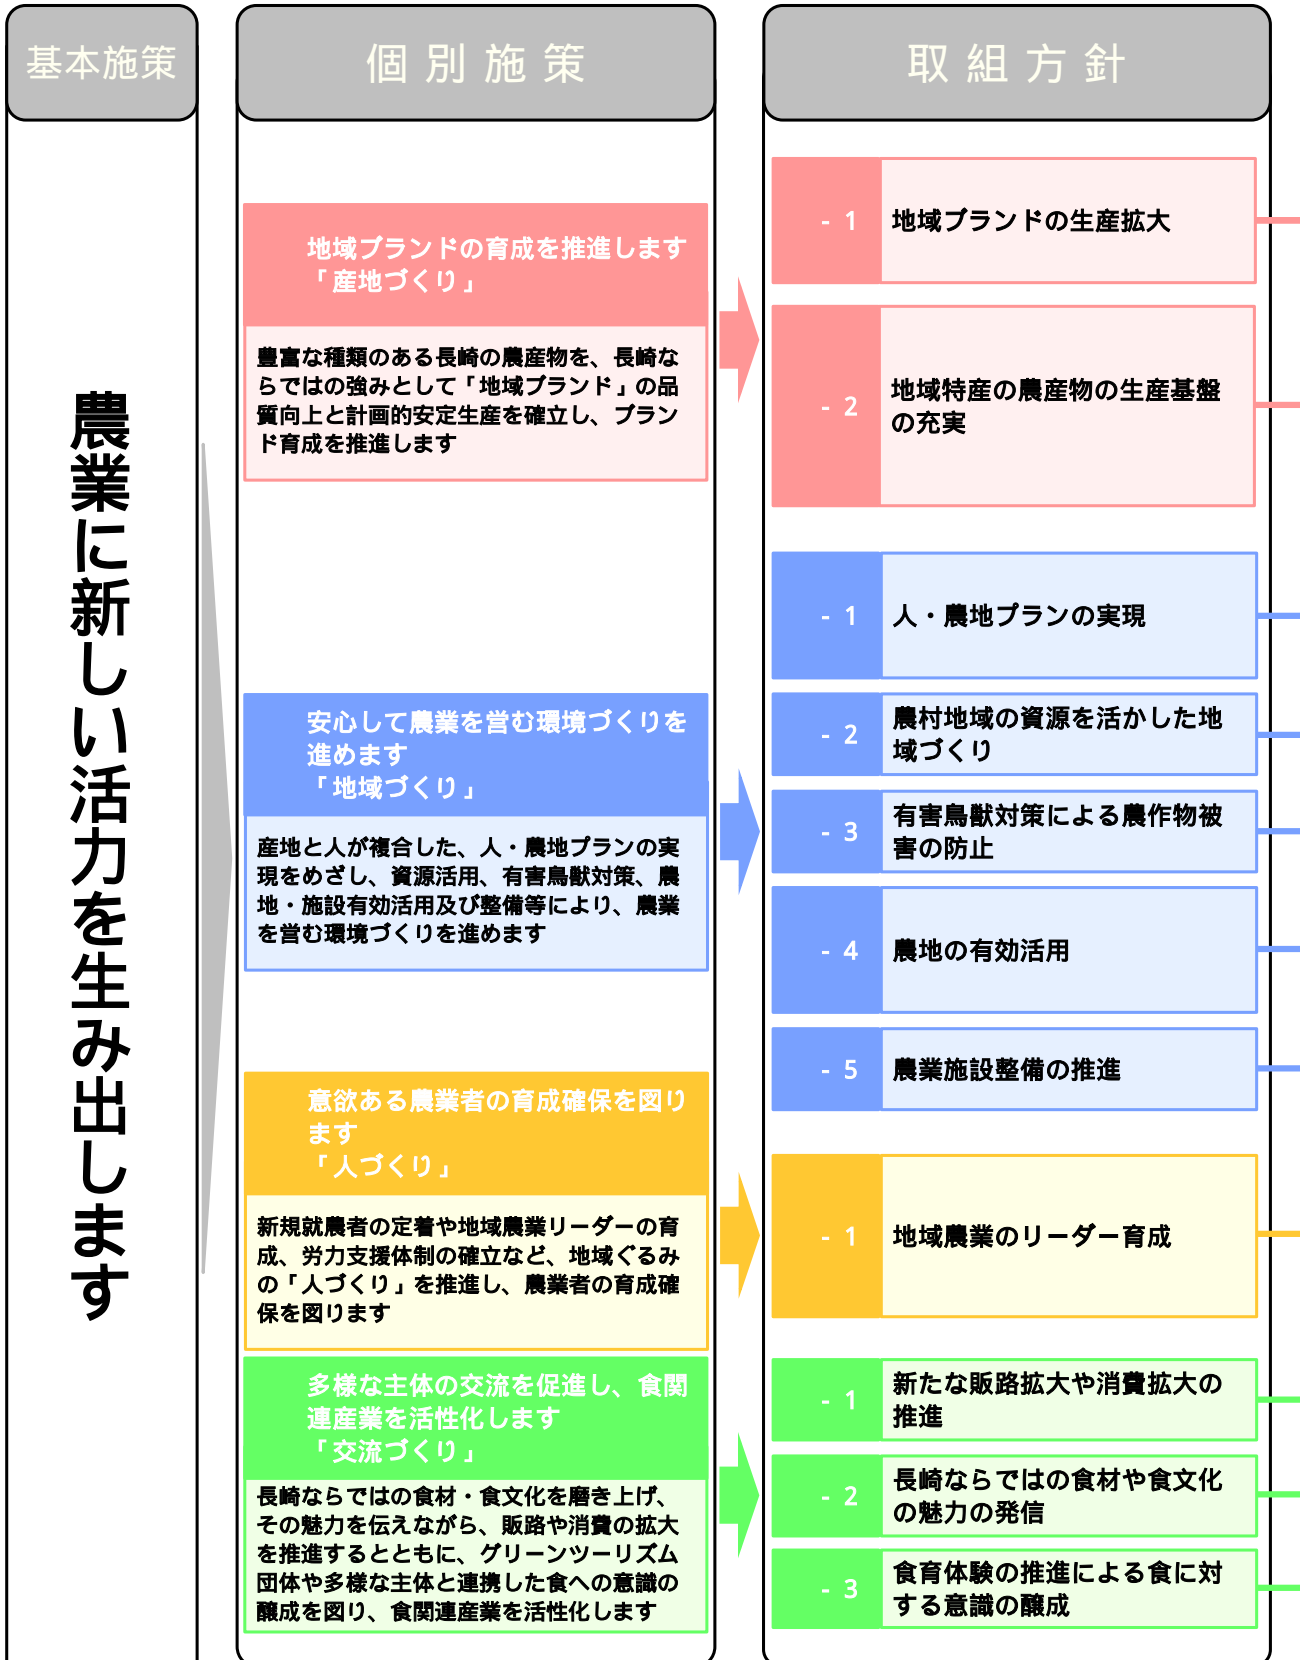 基本施策
個別施策
取組方針
農業に新しい活力を生み出します
地域ブランドの育成を推進します
「産地づくり」
豊富な種類のある長崎の農産物を、長崎な
らではの強みとして「地域ブランド」の品
質向上と計画的安定生産を確立し、ブラン
ド育成を推進します
- 1
地域ブランドの生産拡大
- 2
地域特産の農産物の生産基盤
の充実
安心して農業を営む環境づくりを
進めます
「地域づくり」
産地と人が複合した、人・農地プランの実
現をめざし、資源活用、有害鳥獣対策、農
地・施設有効活用及び整備等により、農業
を営む環境づくりを進めます
- 1
人・農地プランの実現
- 2
農村地域の資源を活かした地
域づくり
- 3
有害鳥獣対策による農作物被
害の防止
- 4
農地の有効活用
- 5
農業施設整備の推進
意欲ある農業者の育成確保を図り
ます
「人づくり」
新規就農者の定着や地域農業リーダーの育
成、労力支援体制の確立など、地域ぐるみ
の「人づくり」を推進し、農業者の育成確
保を図ります
- 1
地域農業のリーダー育成
多様な主体の交流を促進し、食関
連産業を活性化します
「交流づくり」
長崎ならではの食材・食文化を磨き上げ、
その魅力を伝えながら、販路や消費の拡大
を推進するとともに、グリーンツーリズム
団体や多様な主体と連携した食への意識の
醸成を図り、食関連産業を活性化します
- 1
新たな販路拡大や消費拡大の
推進
- 2
長崎ならではの食材や食文化
の魅力の発信
- 3
食育体験の推進による食に対
する意識の醸成